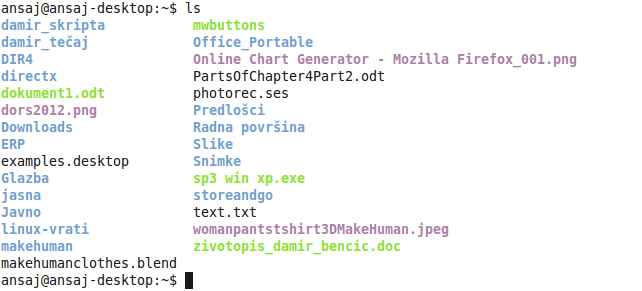 ansaj@ansaj-desktop:~$ ls
damir_skripta mwbuttons
damir_tečaj Office_Portable
DIR4 Online Chart Generator - Mozilla Firefox_001.png
directx PartsOfChapter4Part2.odt
dokument1.odt photorec.ses
dors2012.png Predlošci
Downloads Radna površina
ERP Slike
examples.desktop Snimke
Glazba sp3 win xp.exe
jasna storeandgo
Javno text.txt
linux-vrati womanpantstshirt3DMakeHuman.jpeg
makehuman zivotopis_damir_bencic.doc
makehumanclothes.blend
ansaj@ansaj-desktop:~$